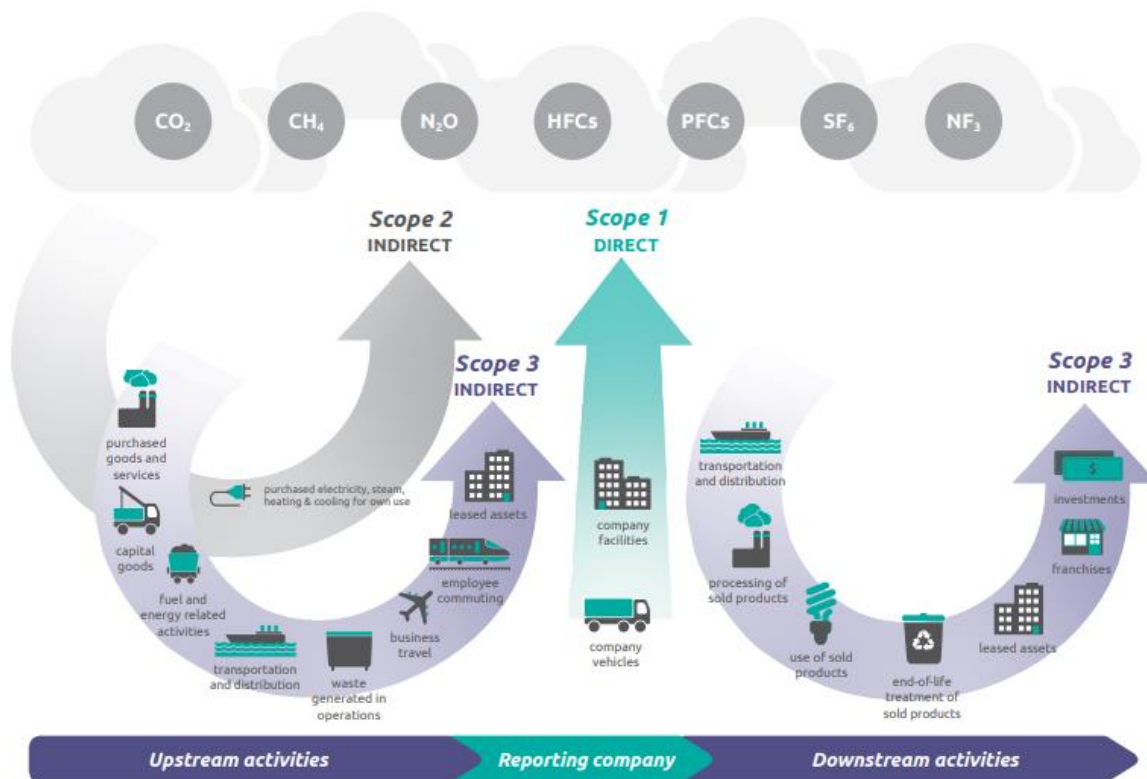 CO₂
CH₄
N₂O
HFCs
PFCs
SF₆
NF₃
Scope 2
INDIRECT
Scope 1
DIRECT
Scope 3
INDIRECT
Scope 3
INDIRECT
purchased
goods and
services
capital
goods
fuel and
energy related
activities
purchased electricity, steam,
heating & cooling for own use
transportation
and distribution
waste
generated in
operations
business
travel
employee
commuting
leased assets
company
facilities
company
vehicles
transportation
and distribution
processing of
sold products
use of sold
products
end-of-life
treatment of
sold products
leased assets
franchises
$
investments
Upstream activities
Reporting company
Downstream activities